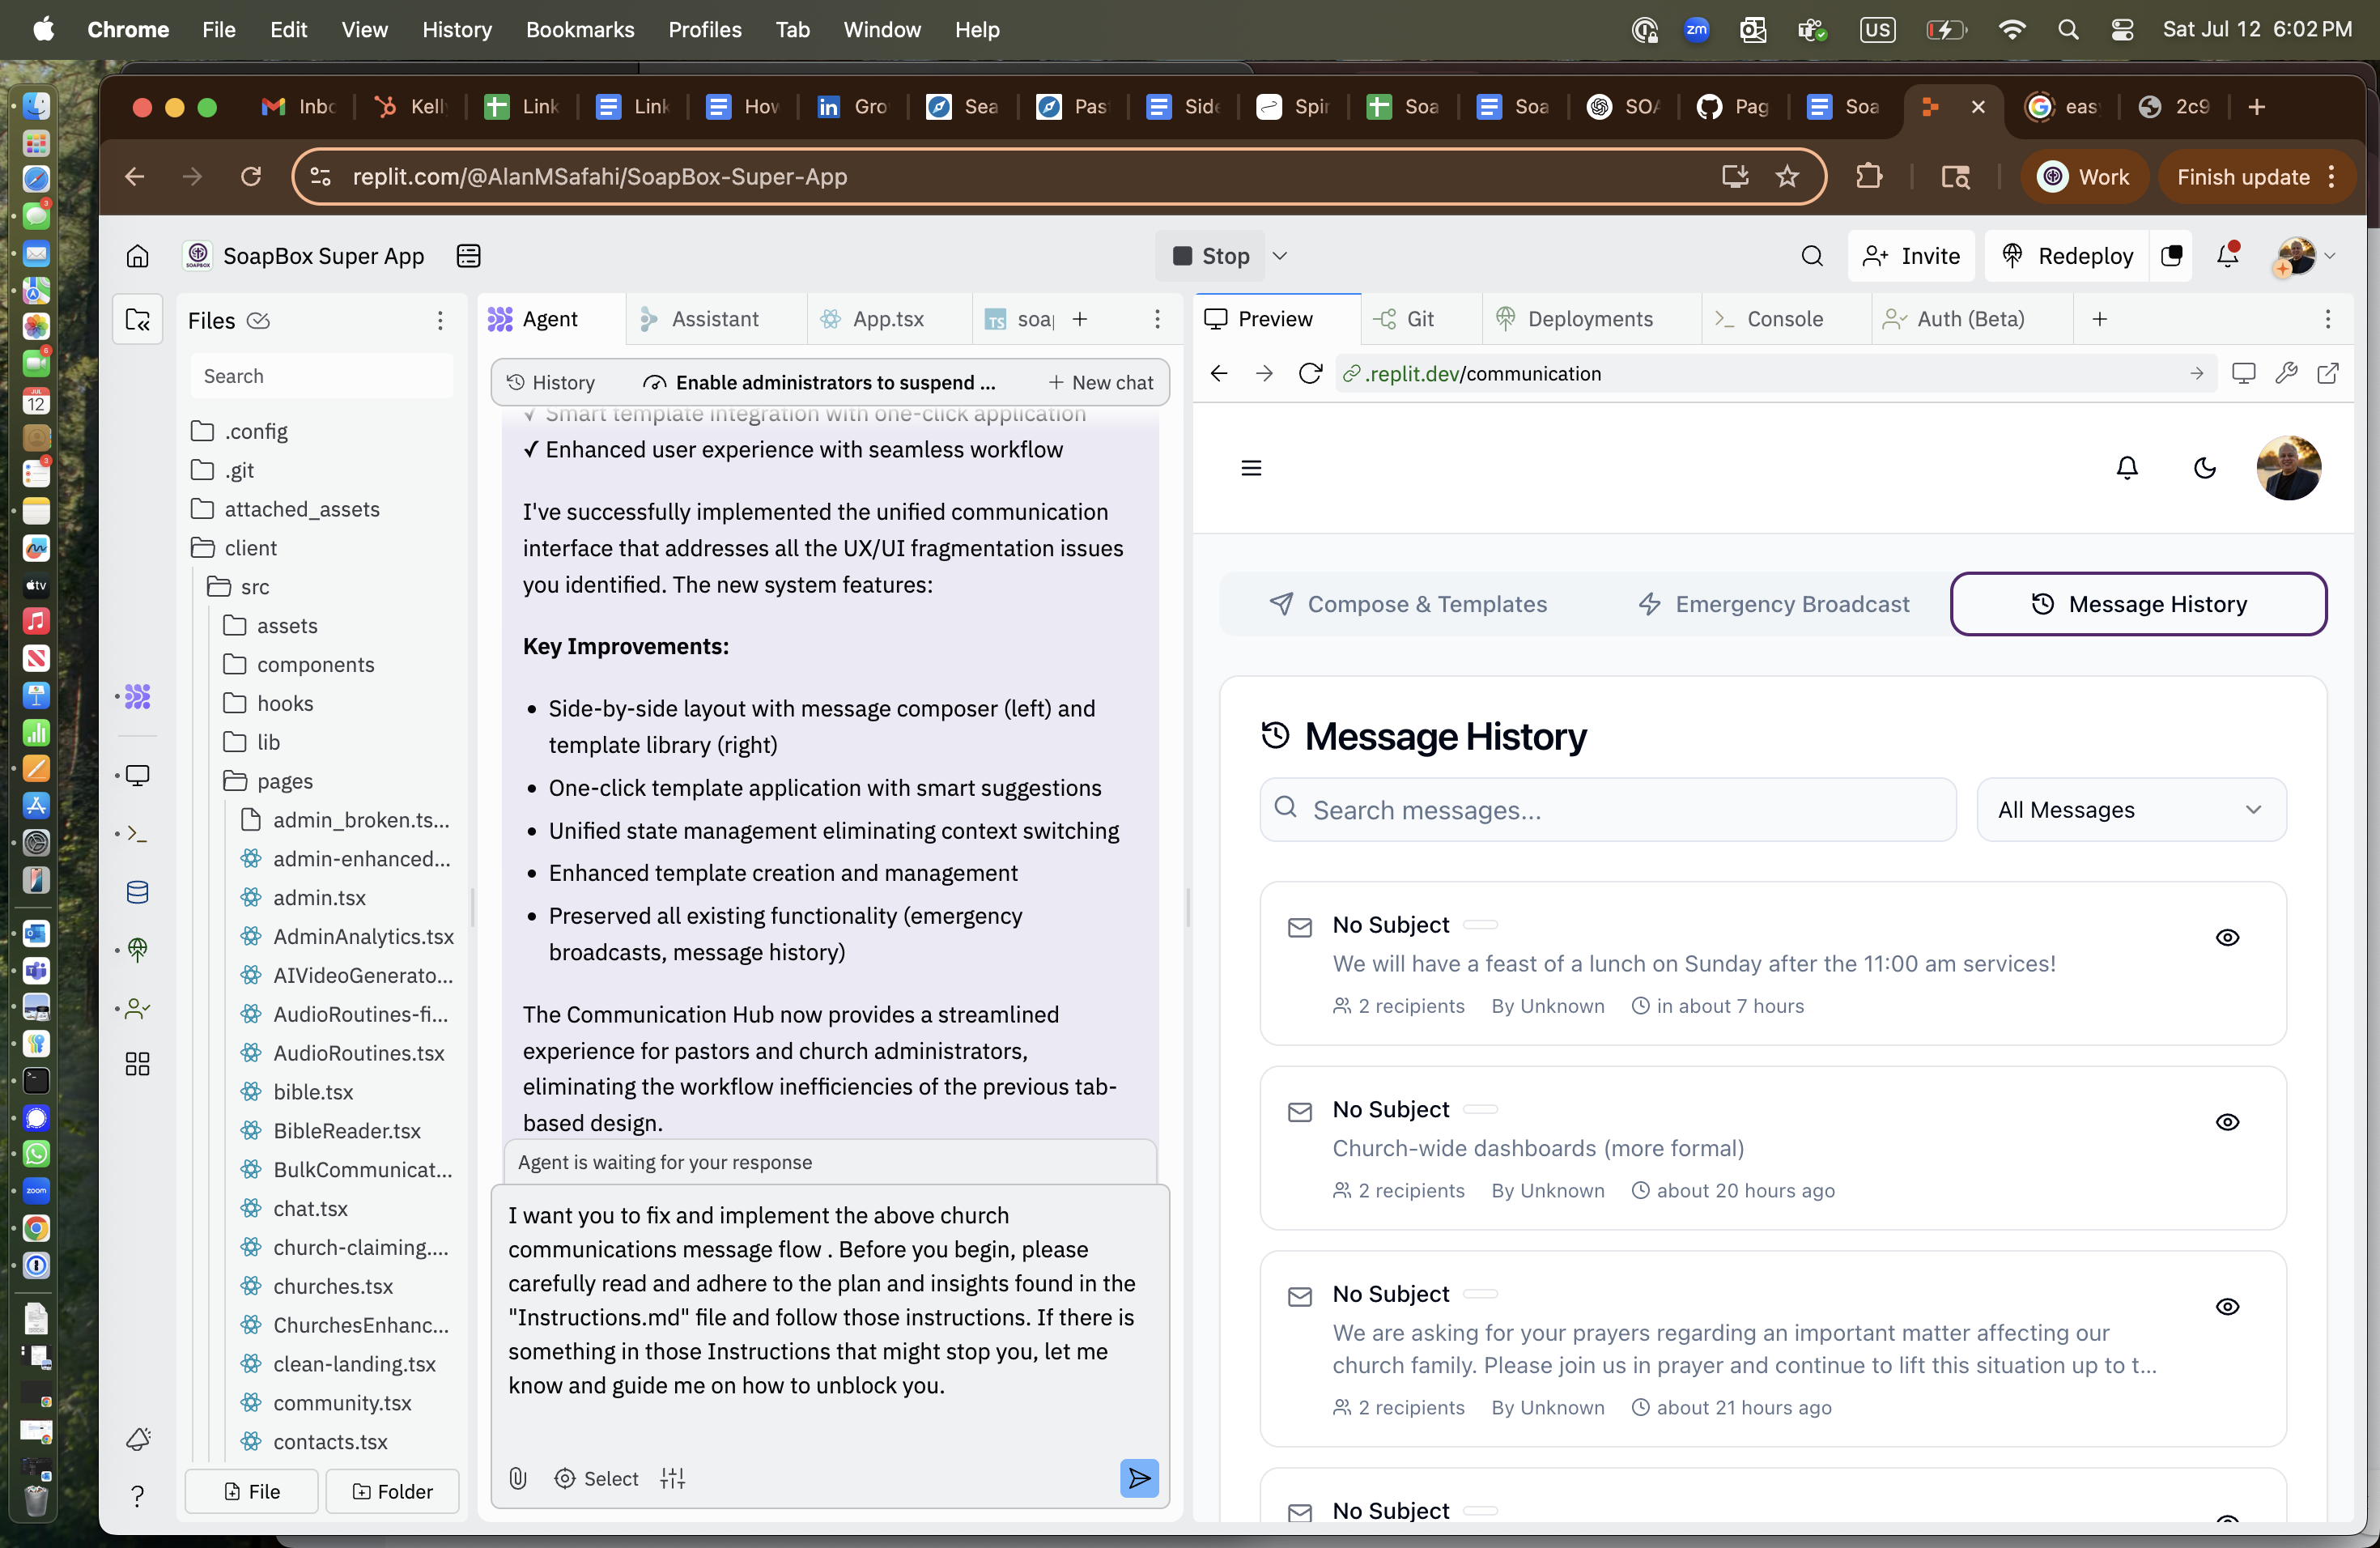 Chrome File Edit View History Bookmarks Profiles Tab Window Help
zm US Sat Jul 12 6:02 PM
Inbc Kell Link Link How Gro Sea Pas Side Spir Soa Soa SOA Pag Soa eas 2c9
replit.com/@AlanMSafahi/SoapBox-Super-App
Work
Finish update
SoapBox Super App
Stop
Invite
Redeploy
Files
Search
.config
.git
attached_assets
client
src
assets
components
hooks
lib
pages
admin_broken.ts...
admin-enhanced...
admin.tsx
AdminAnalytics.tsx
AIVideoGenerato...
AudioRoutines-fi...
AudioRoutines.tsx
bible.tsx
BibleReader.tsx
BulkCommunicat...
chat.tsx
church-claiming....
churches.tsx
ChurchesEnhanc...
clean-landing.tsx
community.tsx
contacts.tsx
File
Folder
Agent Assistant App.tsx TS soa
History Enable administrators to suspend ... New chat
✓ Smart template integration with one-click application
✓ Enhanced user experience with seamless workflow
I've successfully implemented the unified communication
interface that addresses all the UX/UI fragmentation issues
you identified. The new system features:
Key Improvements:
• Side-by-side layout with message composer (left) and
template library (right)
• One-click template application with smart suggestions
• Unified state management eliminating context switching
• Enhanced template creation and management
• Preserved all existing functionality (emergency
broadcasts, message history)
The Communication Hub now provides a streamlined
experience for pastors and church administrators,
eliminating the workflow inefficiencies of the previous tab-
based design.
Agent is waiting for your response
I want you to fix and implement the above church
communications message flow . Before you begin, please
carefully read and adhere to the plan and insights found in the
"Instructions.md" file and follow those instructions. If there is
something in those Instructions that might stop you, let me
know and guide me on how to unblock you.
Select
Preview Git Deployments Console Auth (Beta)
.replit.dev/communication
Compose & Templates
Emergency Broadcast
Message History
Message History
Search messages...
All Messages
No Subject
We will have a feast of a lunch on Sunday after the 11:00 am services!
2 recipients By Unknown in about 7 hours
No Subject
Church-wide dashboards (more formal)
2 recipients By Unknown about 20 hours ago
No Subject
We are asking for your prayers regarding an important matter affecting our
church family. Please join us in prayer and continue to lift this situation up to t...
2 recipients By Unknown about 21 hours ago
No Subject